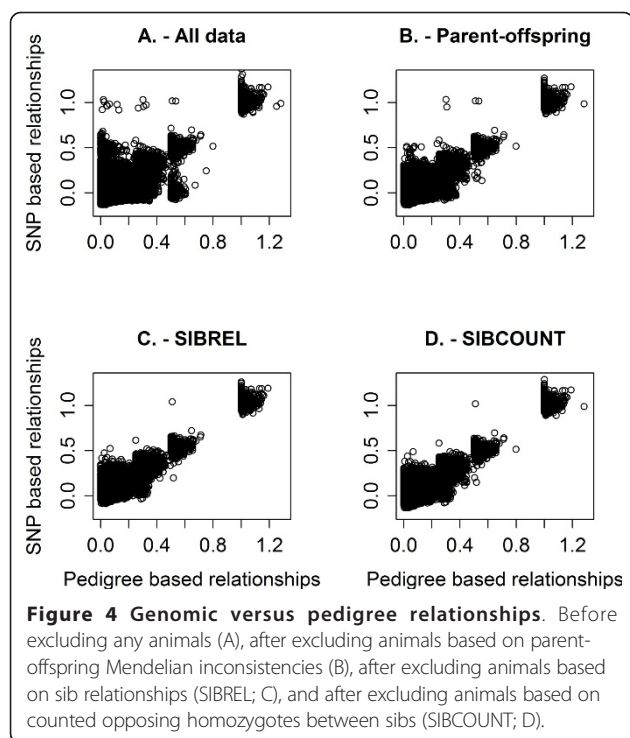 A. - All data
B. - Parent-offspring
SNP based relationships
1.0
0.5
0.0
1.0
0.5
0.0
0.0 0.4 0.8 1.2
0.0 0.4 0.8 1.2
C. - SIBREL
D. - SIBCOUNT
SNP based relationships
1.0
0.5
0.0
1.0
0.5
0.0
0.0 0.4 0.8 1.2
0.0 0.4 0.8 1.2
Pedigree based relationships
Pedigree based relationships
Figure 4 Genomic versus pedigree relationships. Before
excluding any animals (A), after excluding animals based on parent-
offspring Mendelian inconsistencies (B), after excluding animals based
on sib relationships (SIBREL; C), and after excluding animals based on
counted opposing homozygotes between sibs (SIBCOUNT; D).